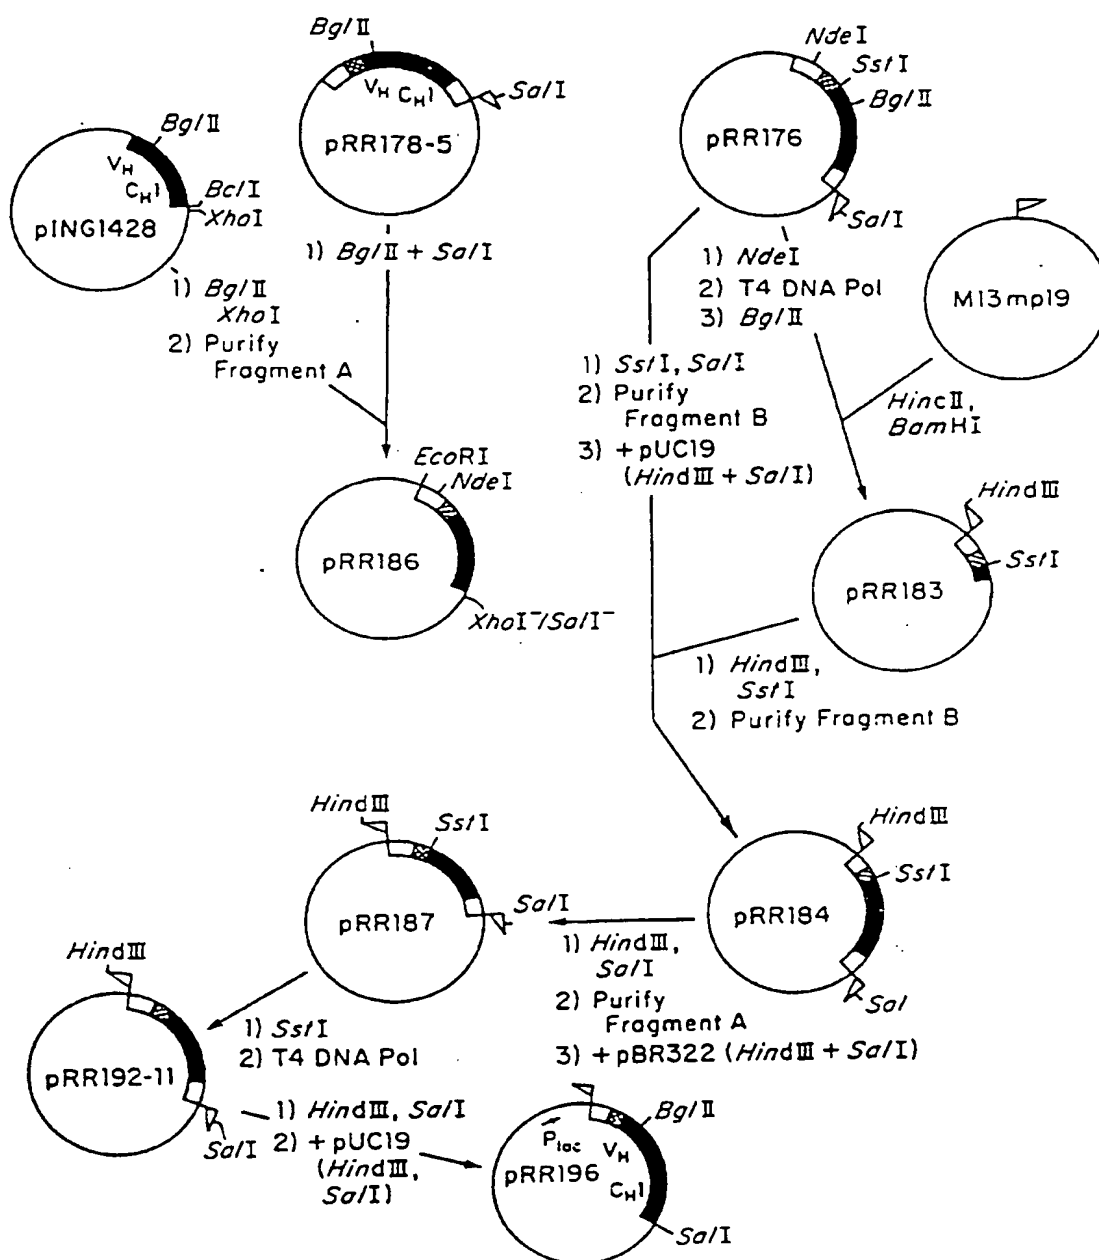 BglII
VH CH1
SalI
pRR178-5
BglII
VH
CH1
BclI
XhoI
pING1428
1) BglII
XhoI
2) Purify
Fragment A
1) BglII + SalI
EcoRI
NdeI
pRR186
XhoI⁻/SalI⁻
NdeI
SstI
BglII
pRR176
SalI
1) NdeI
2) T4 DNA Pol
3) BglII
M13mp19
1) SstI, SalI
2) Purify
Fragment B
3) +pUC19
(HindIII + SalI)
HincII,
BamHI
HindIII
SstI
pRR183
1) HindIII,
SstI
2) Purify Fragment B
HindIII
SstI
pRR184
Sal
1) HindIII,
SalI
2) Purify
Fragment A
3) +pBR322 (HindIII + SalI)
HindIII
SstI
SalI
pRR187
1) SstI
2) T4 DNA Pol
HindIII
pRR192-11
SalI
1) HindIII, SalI
2) +pUC19
(HindIII,
SalI)
BglII
Plac
VH
pRR196
CH1
SalI